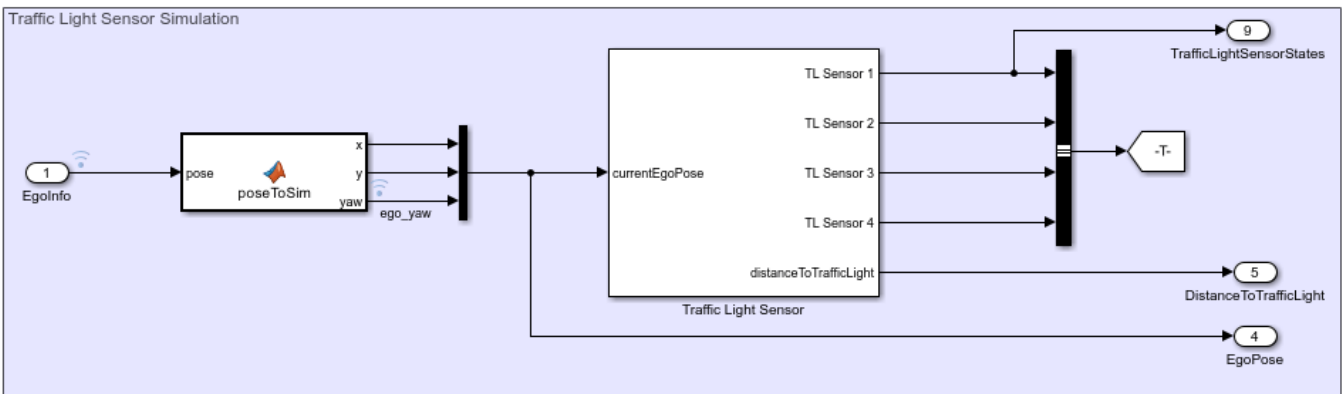 Traffic Light Sensor Simulation
9
TrafficLightSensorStates
TL Sensor 1
TL Sensor 2
x
1
pose
y
currentEgoPose
TL Sensor 3
-T-
EgoInfo
poseToSim
yaw
ego_yaw
TL Sensor 4
distanceToTrafficLight
5
DistanceToTrafficLight
Traffic Light Sensor
4
EgoPose